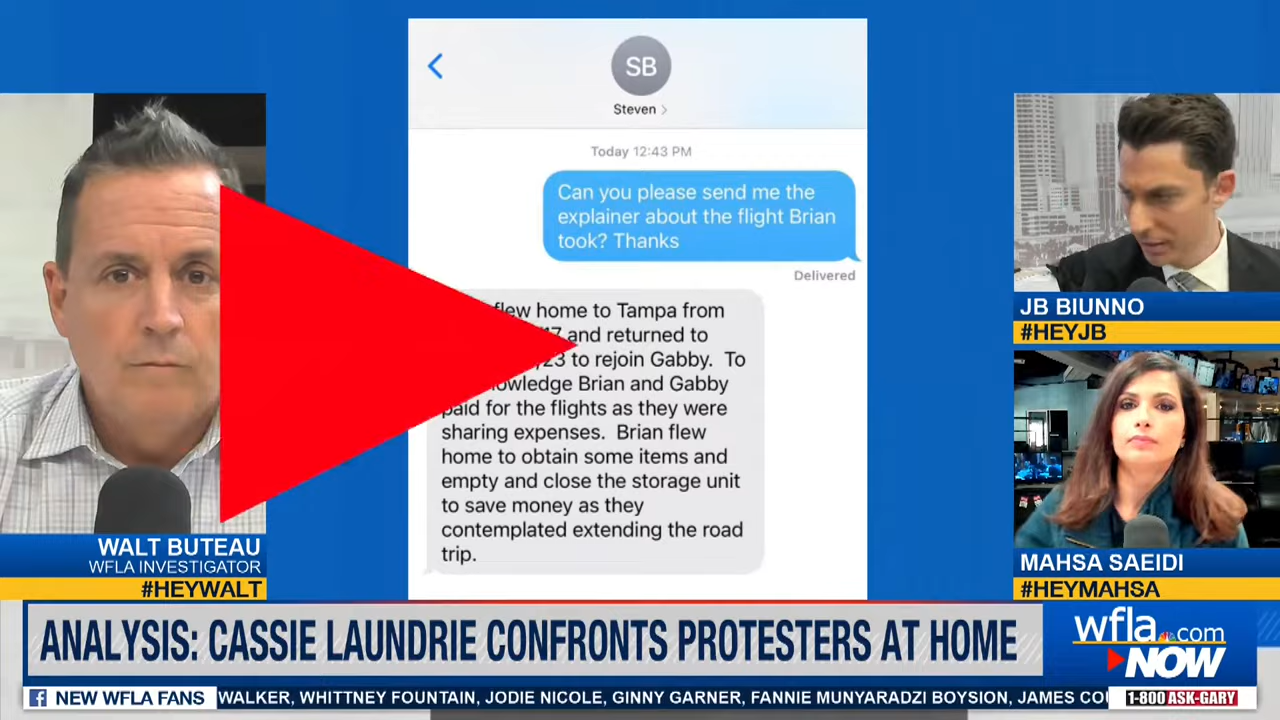 SB
Steven >
Today 12:43 PM
Can you please send me the
explainer about the flight Brian
took? Thanks
Delivered
flew home to Tampa from
and returned to
to rejoin Gabby. To
Brian and Gabby
paid for the flights as they were
sharing expenses. Brian flew
home to obtain some items and
empty and close the storage unit
to save money as they
contemplated extending the road
trip.
WALT BUTEAU
WFLA INVESTIGATOR
#HEYWALT
JB BIUNNO
#HEYJB
MAHSA SAEIDI
#HEYMAHSA
ANALYSIS: CASSIE LAUNDRIE CONFRONTS PROTESTERS AT HOME
wfla.com
NOW
NEW WFLA FANS WALKER, WHITTNEY FOUNTAIN, JODIE NICOLE, GINNY GARNER, FANNIE MUNYARADZI BOYSION, JAMES
1-800 ASK-GARY